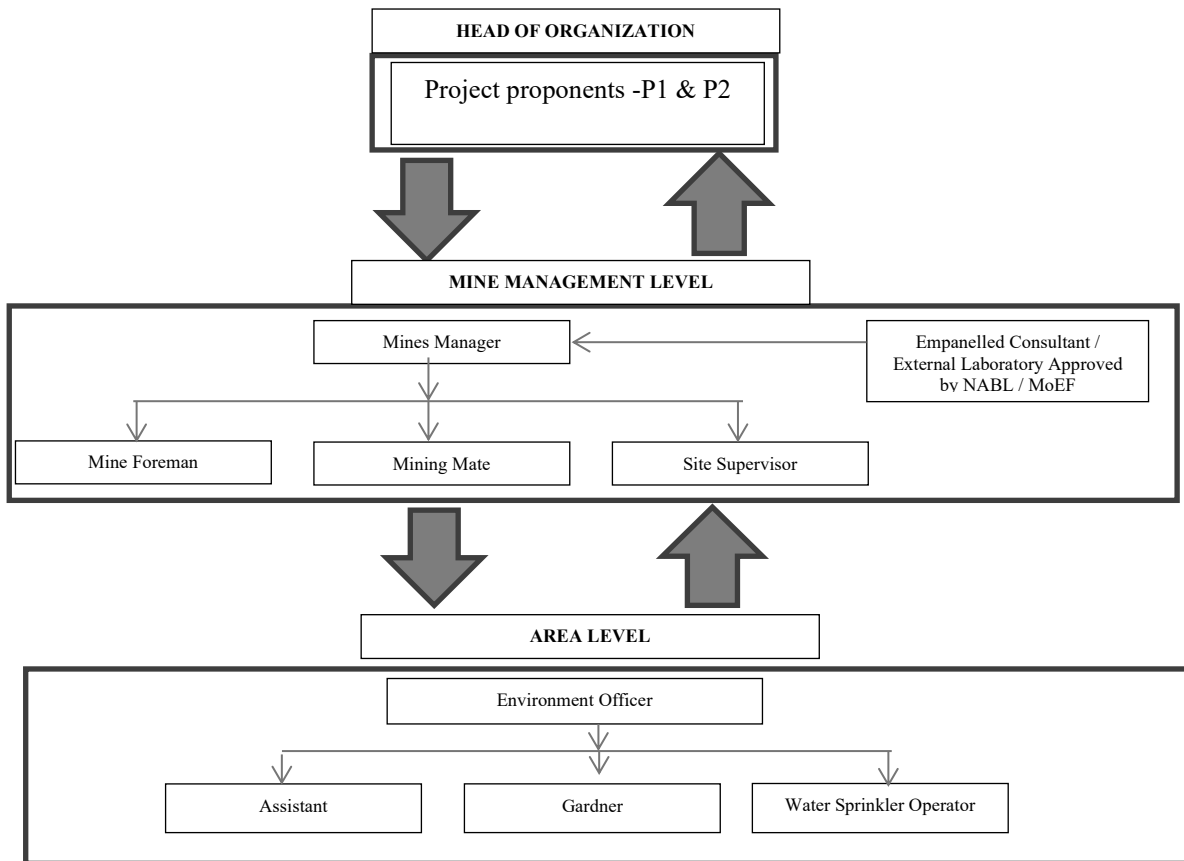 HEAD OF ORGANIZATION
Project proponents -P1 & P2
MINE MANAGEMENT LEVEL
Mines Manager
Empanelled Consultant /
External Laboratory Approved
by NABL / MoEF
Mine Foreman
Mining Mate
Site Supervisor
AREA LEVEL
Environment Officer
Assistant
Gardner
Water Sprinkler Operator